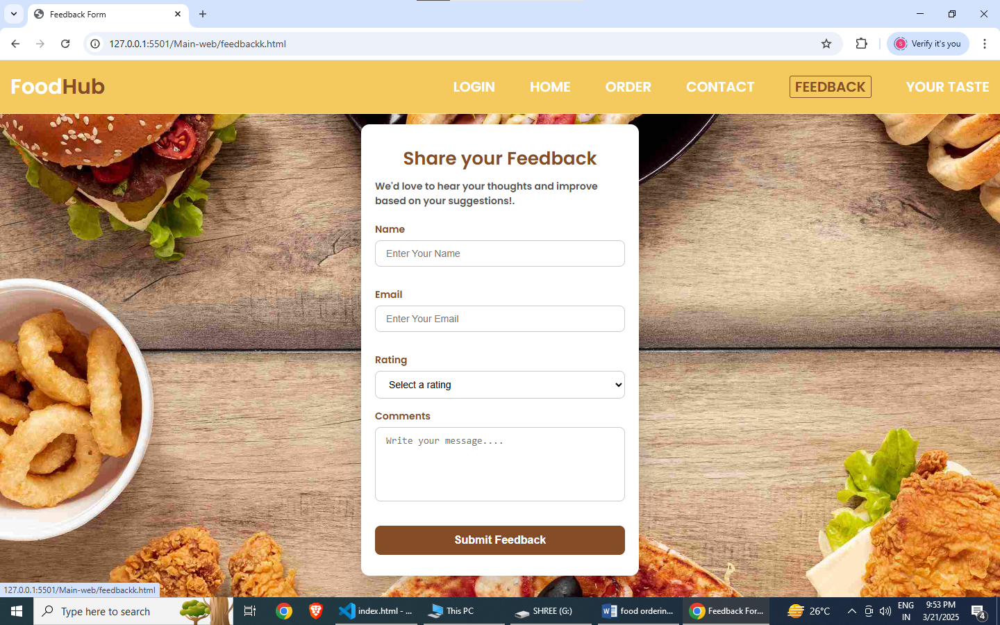 Feedback Form
127.0.0.1:5501/Main-web/feedbackk.html
S
Verify it's you
FoodHub
LOGIN
HOME
ORDER
CONTACT
FEEDBACK
YOUR TASTE
Share your Feedback
We'd love to hear your thoughts and improve
based on your suggestions!.
Name
Enter Your Name
Email
Enter Your Email
Rating
Select a rating
Comments
Write your message....
Submit Feedback
127.0.0.1:5501/Main-web/feedbackk.html
Type here to search
index.html - ...
This PC
SHREE (G:)
food orderin...
Feedback For...
26°C
ENG
IN
9:53 PM
3/21/2025
4